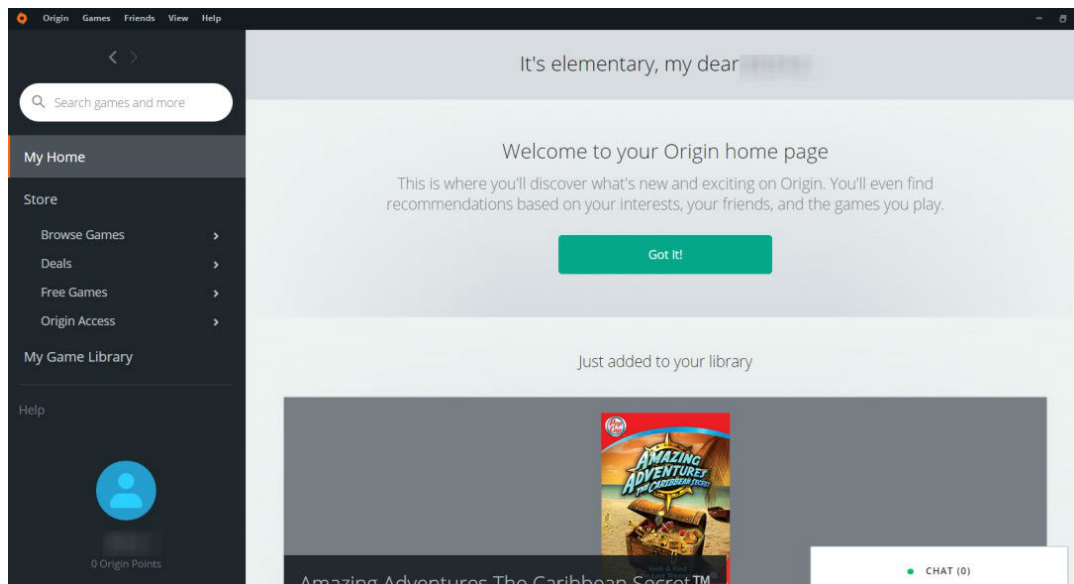 Origin Games Friends View Help
Search games and more
My Home
Store
Browse Games
Deals
Free Games
Origin Access
My Game Library
Help
0 Origin Points
It's elementary, my dear
Welcome to your Origin home page
This is where you'll discover what's new and exciting on Origin. You'll even find
recommendations based on your interests, your friends, and the games you play.
Got It!
Just added to your library
AMAZING
ADVENTURES
THE CARIBBEAN SECRET
Amazing Adventures The Caribbean Secret™
CHAT (0)